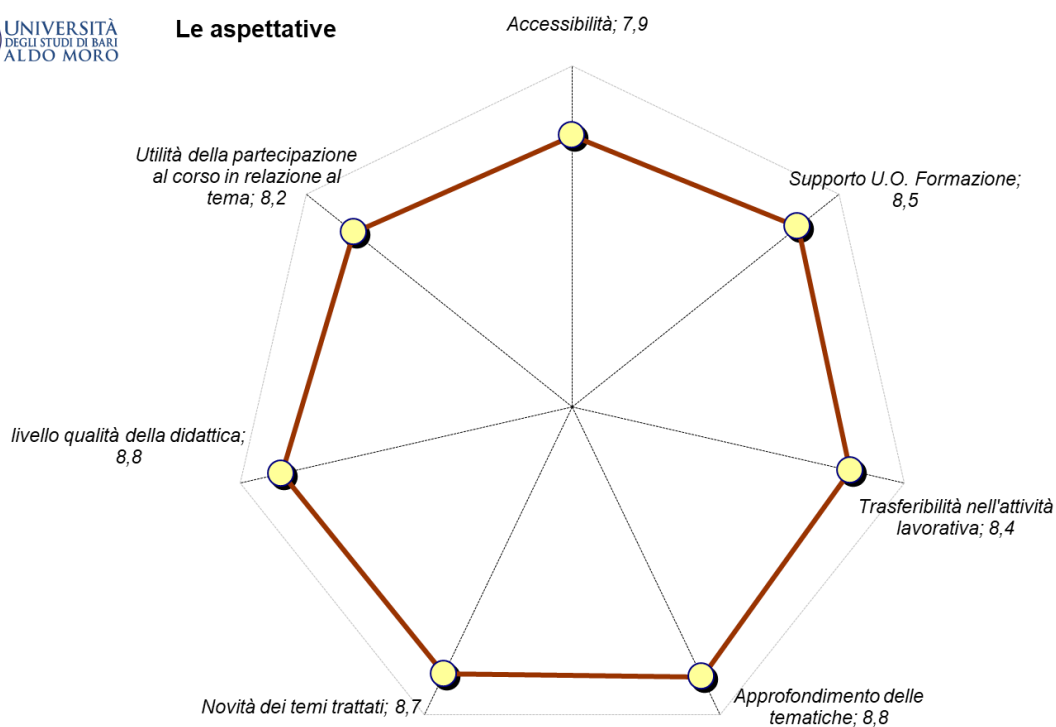 UNIVERSITÀ
DEGLI STUDI DI BARI
ALDO MORO
Le aspettative
Accessibilità; 7,9
Utilità della partecipazione
al corso in relazione al
tema; 8,2
Supporto U.O. Formazione;
8,5
livello qualità della didattica;
8,8
Trasferibilità nell'attività
lavorativa; 8,4
Novità dei temi trattati; 8,7
Approfondimento delle
tematiche; 8,8